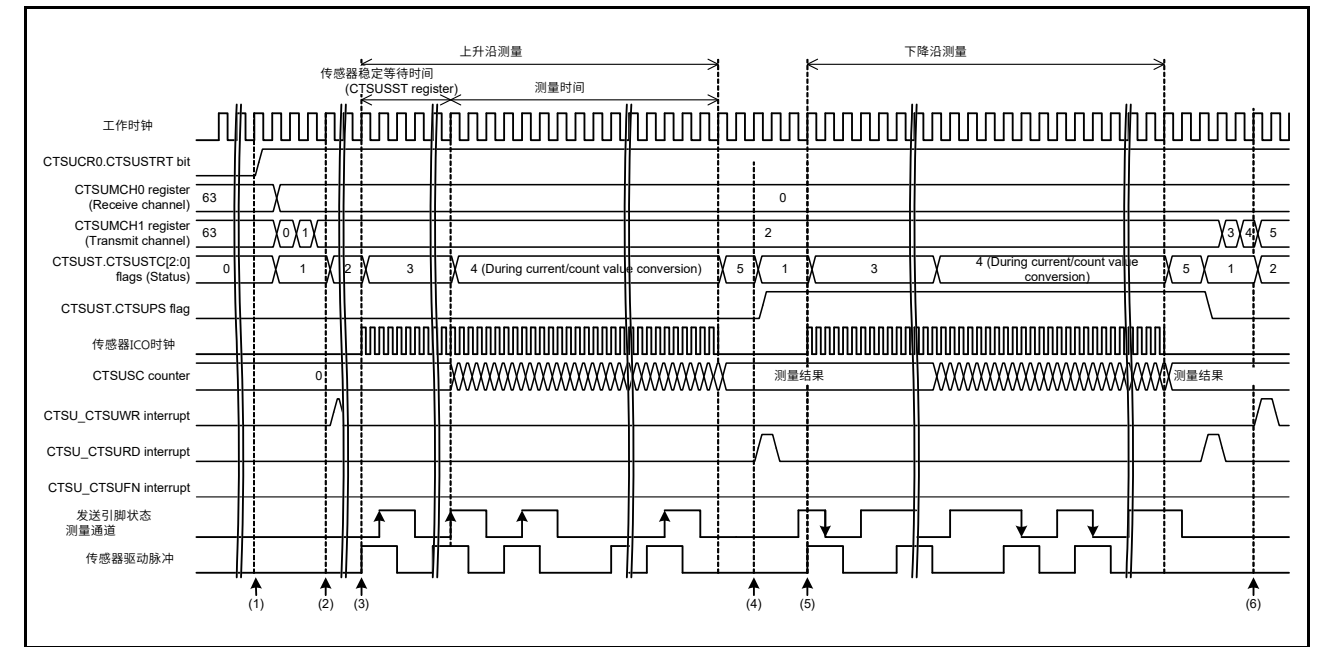 上升沿测量
下降沿测量
传感器稳定等待时间
(CTSUSST register)
测量时间
工作时钟
CTSUCR0.CTSUSTRT bit
CTSUMCH0 register
(Receive channel)
63
0
CTSUMCH1 register
(Transmit channel)
63
0
1
2
3
4
5
CTSUST.CTSUSTC[2:0]
flags (Status)
0
1
2
3
4 (During current/count value conversion)
5
1
3
4 (During current/count value
conversion)
5
1
2
CTSUST.CTSUPS flag
传感器ICO时钟
CTSUSC counter
0
测量结果
测量结果
CTSU_CTSUWR interrupt
CTSU_CTSURD interrupt
CTSU_CTSUFN interrupt
发送引脚状态
测量通道
传感器驱动脉冲
(1)
(2)
(3)
(4)
(5)
(6)